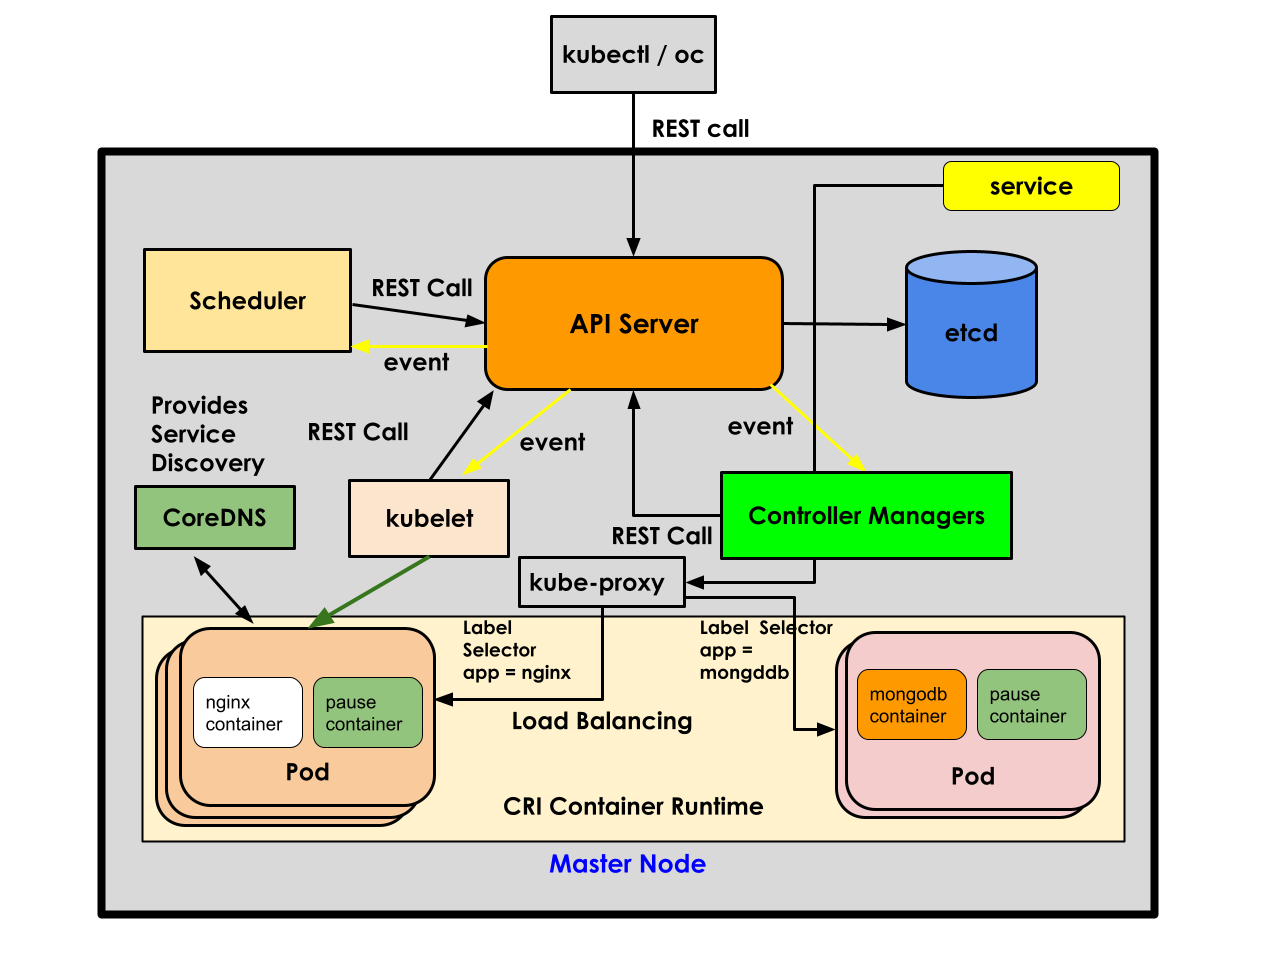 kubectl / oc
REST call
service
Scheduler
REST Call
API Server
etcd
event
Provides
Service
Discovery
REST Call
event
event
CoreDNS
kubelet
Controller Managers
REST Call
kube-proxy
Label
Selector
app = nginx
Label Selector
app =
mongddb
nginx
container
pause
container
Pod
Load Balancing
mongodb
container
pause
container
Pod
CRI Container Runtime
Master Node